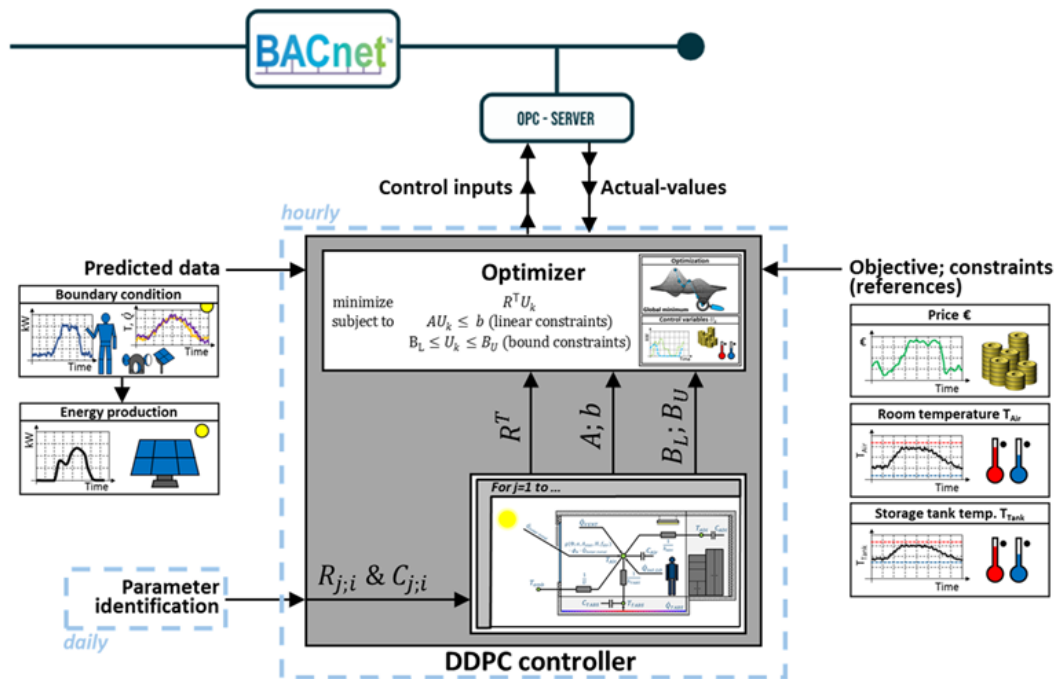 BACnet™
OPC - SERVER
Control inputs
Actual-values
hourly
Predicted data
Boundary condition
kW
Time
T, Q̇
Time
Energy production
kW
Time
Optimizer
minimize
RᵀUₖ
subject to
AUₖ ≤ b (linear constraints)
B_L ≤ Uₖ ≤ B_U (bound constraints)
Optimization
Global minimum
Control variables
Objective; constraints
(references)
Price €
€
Time
Room temperature T_Air
T_Air
Time
Storage tank temp. T_Tank
T_Tank
Time
Rᵀ
A; b
B_L; B_U
For j=1 to ...
Parameter
identification
daily
R_j;i & C_j;i
DDPC controller